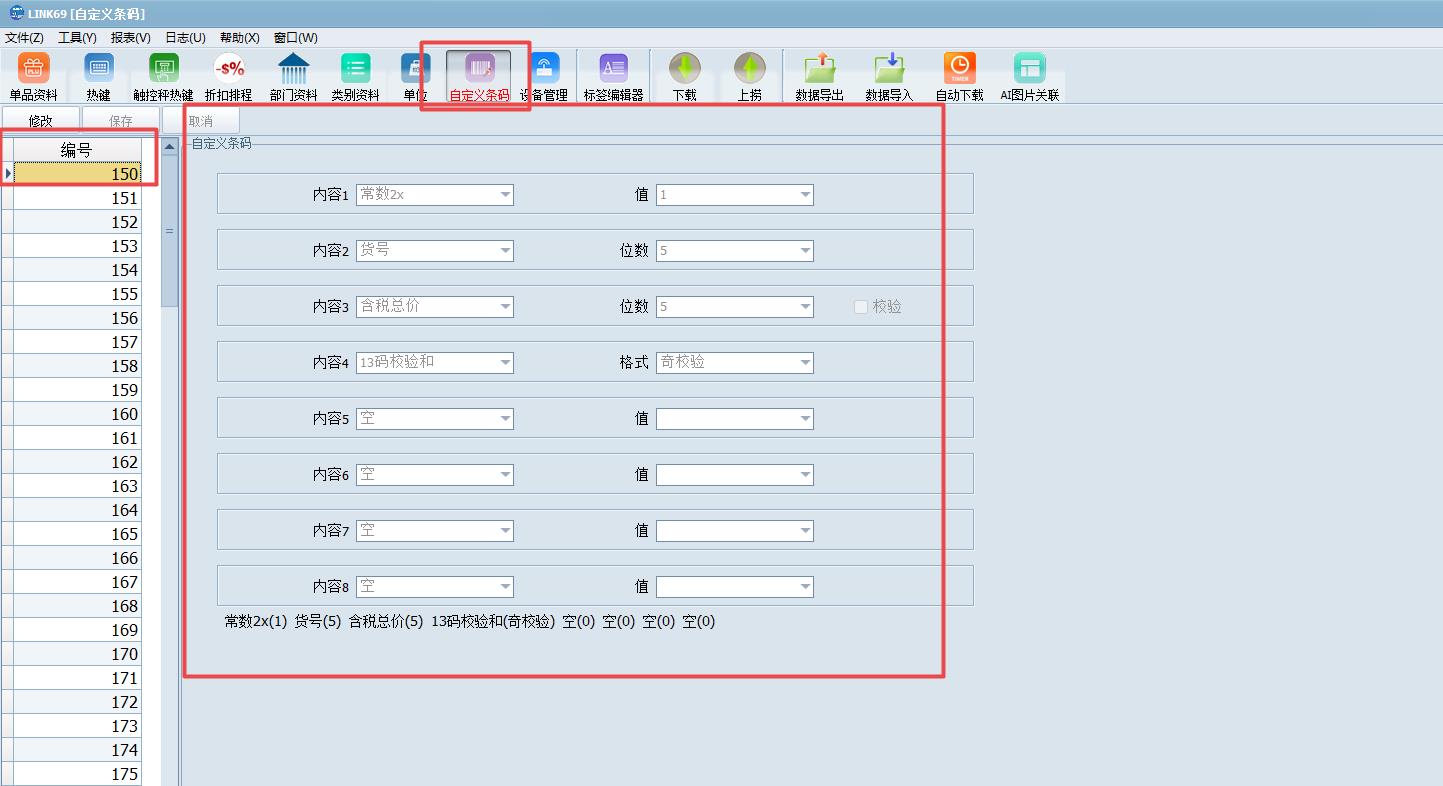 LINK69 [自定义条码]
文件(Z) 工具(Y) 报表(V) 日志(U) 帮助(X) 窗口(W)
PLU -$% KG TIMER
单品资料 热键 触控秤热键 折扣排程 部门资料 类别资料 单位 自定义条码 设备管理 标签编辑器 下载 上捞 数据导出 数据导入 自动下载 AI图片关联
修改 保存 取消
自定义条码
编号
150
151
152
153
154
155
156
157
158
159
160
161
162
163
164
165
166
167
168
169
170
171
172
173
174
175
内容1 常数2x 值 1
内容2 货号 位数 5
内容3 含税总价 位数 5 校验
内容4 13码校验和 格式 奇校验
内容5 空 值
内容6 空 值
内容7 空 值
内容8 空 值
常数2x(1) 货号(5) 含税总价(5) 13码校验和(奇校验) 空(0) 空(0) 空(0) 空(0)